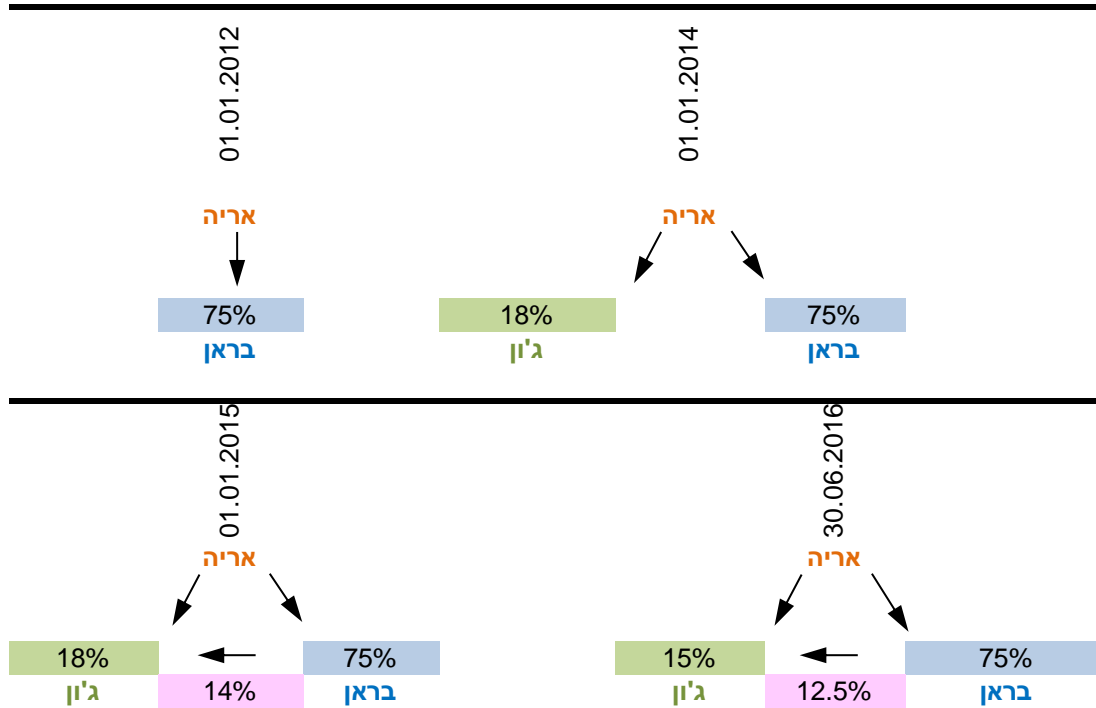 01.01.2012
אריה
75%
בראן
01.01.2014
אריה
18% 75%
ג'ון בראן
01.01.2015
אריה
18% 75%
ג'ון 14% בראן
30.06.2016
אריה
15% 75%
ג'ון 12.5% בראן